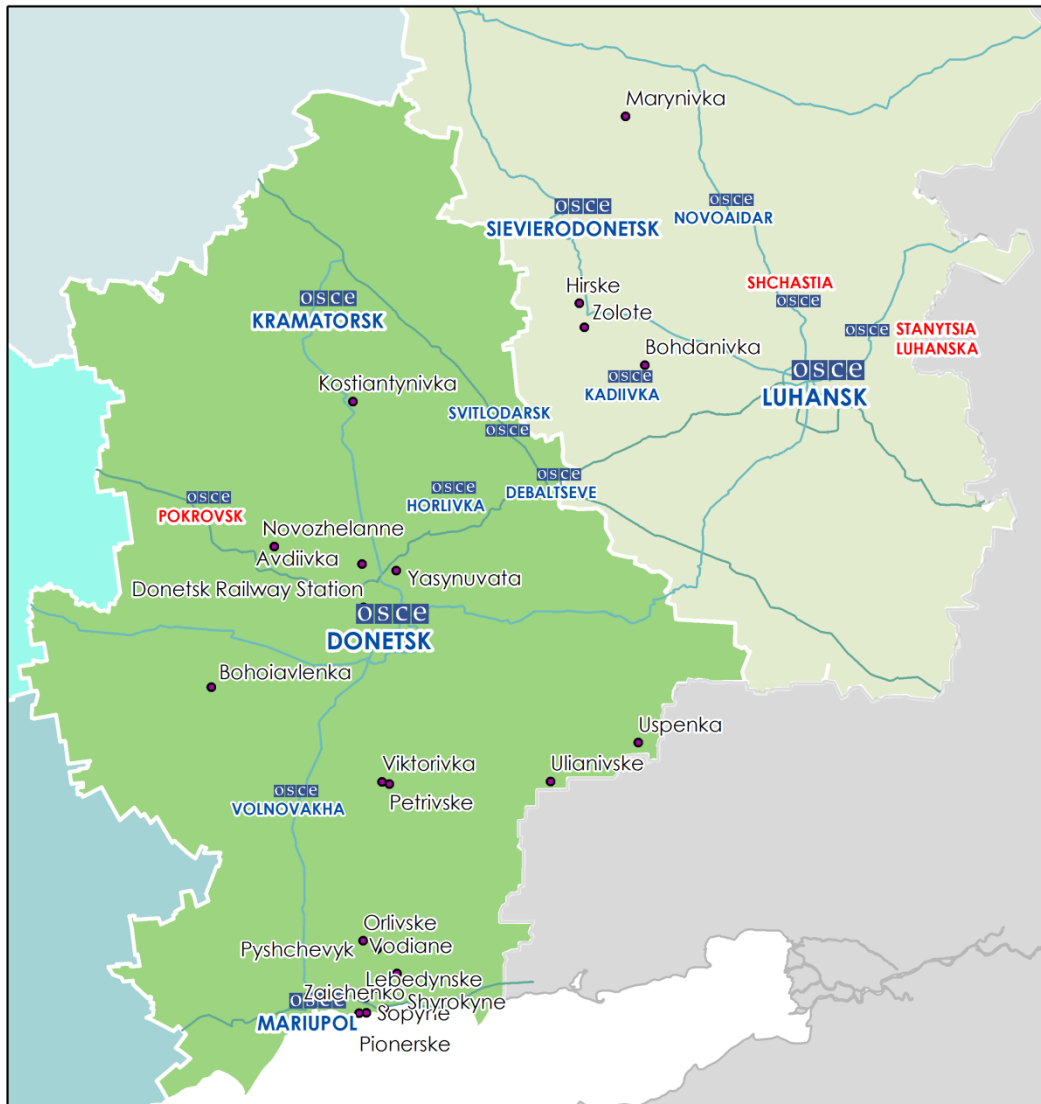 Marynivka
osce
SIEVIERODONETSK
osce
NOVOAIDAR
SHCHASTIA
osce
osce
STANYTSIA
LUHANSKA
Hirske
Zolote
Bohdanivka
osce
KADIIVKA
osce
LUHANSK
osce
KRAMATORSK
Kostiantynivka
SVITLODARSK
osce
osce
DEBALTSEVE
osce
HORLIVKA
osce
POKROVSK
Novozhelanne
Avdiivka
Yasynuvata
Donetsk Railway Station
osce
DONETSK
Bohoiavlenka
Uspenka
Ulianivske
Viktorivka
Petrivske
osce
VOLNOVAKHA
Orlivske
Pyshchevyk
Vodiane
Lebedynske
Zaichenko
Shyrokyne
osce
MARIUPOL
Sopyne
Pionerske